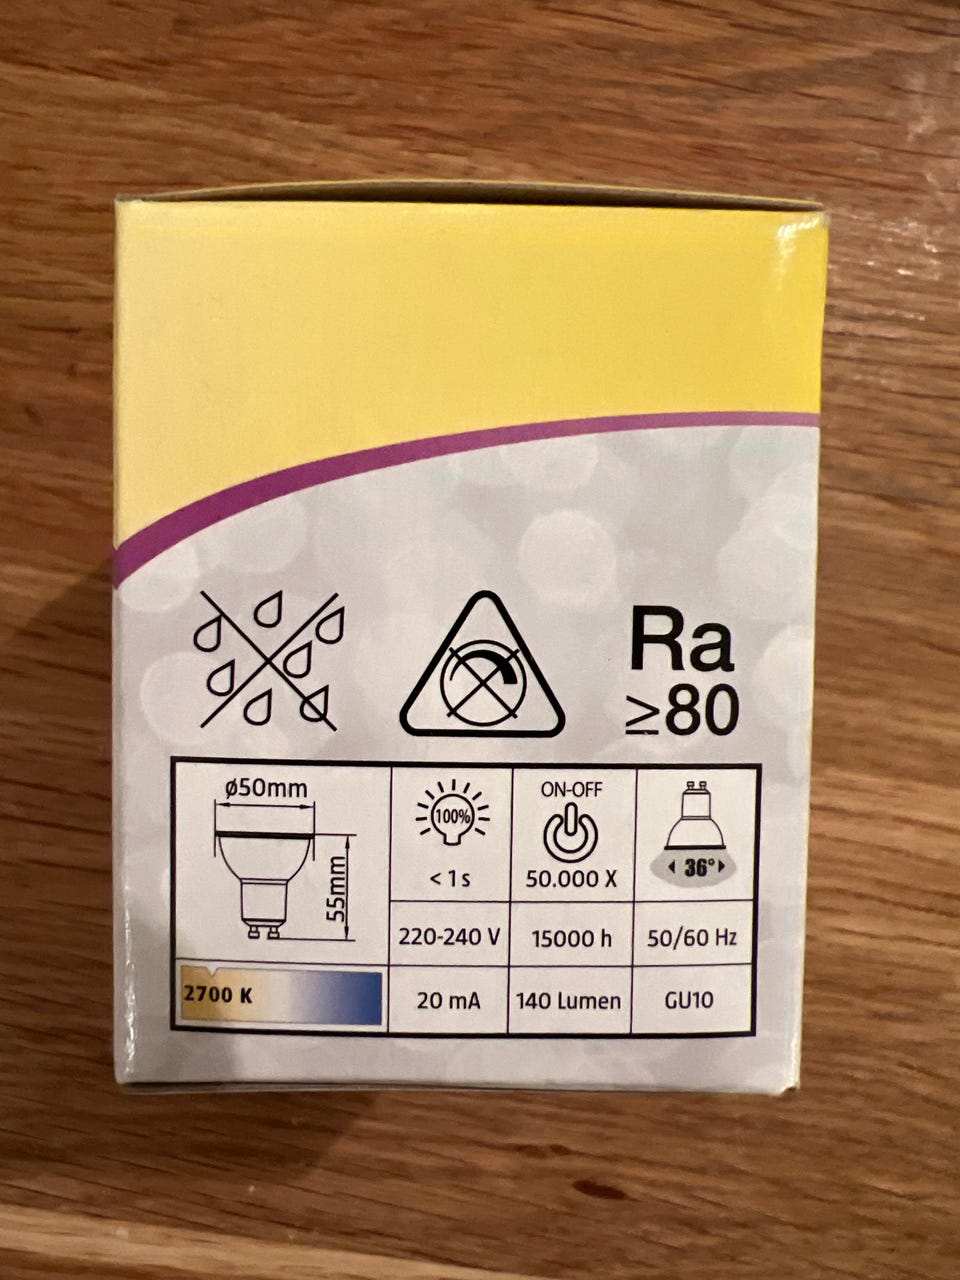 Ra
≥80
ø50mm
55mm
2700 K
100%
< 1 s
ON-OFF
50.000 X
36°
220-240 V
15000 h
50/60 Hz
20 mA
140 Lumen
GU10